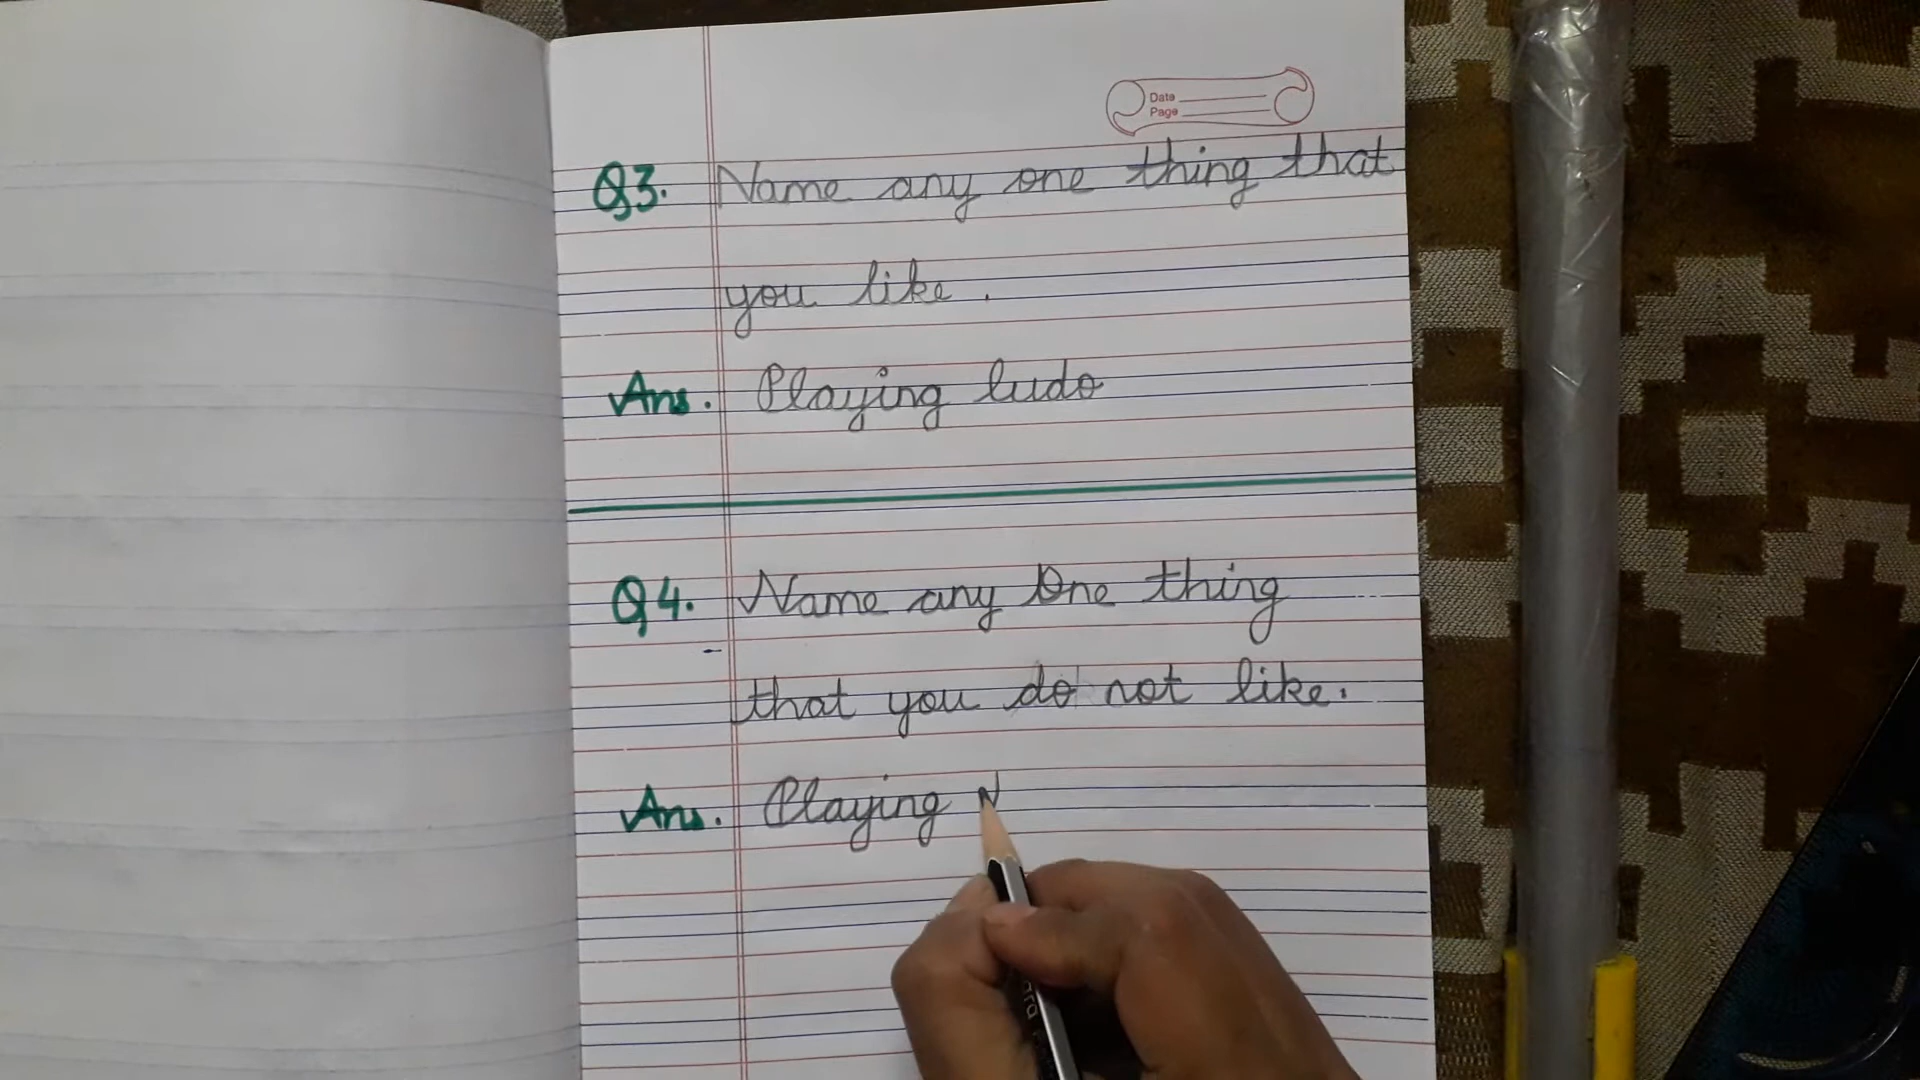 Date
Page
Q3. Name any one thing that
you like.
Ans. Playing ludo
Q4. Name any One thing
that you do not like.
Ans. Playing